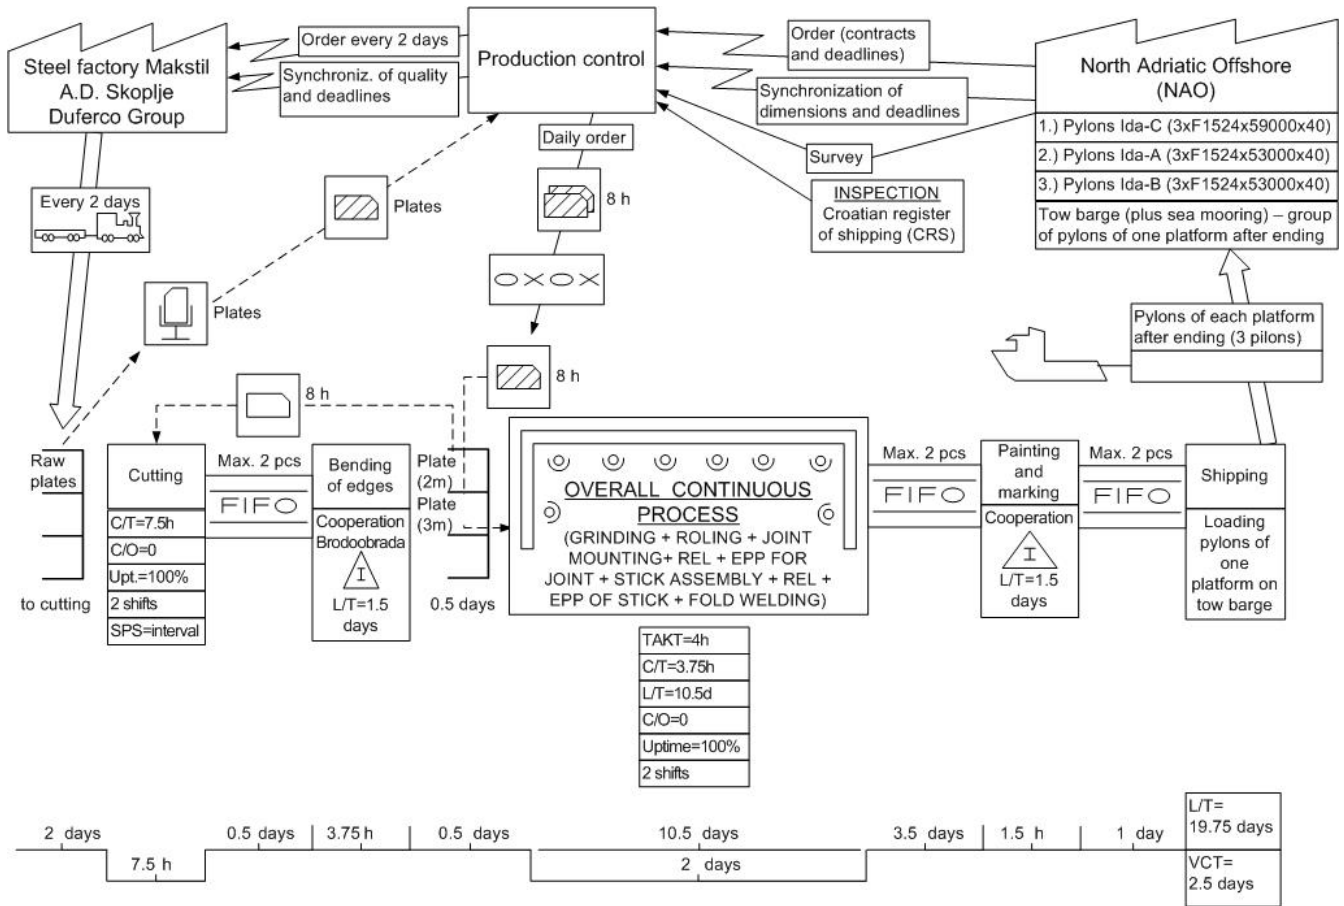 Steel factory Makstil
A.D. Skoplje
Duferco Group
Order every 2 days
Synchroniz. of quality
and deadlines
Production control
Order (contracts
and deadlines)
Synchronization of
dimensions and deadlines
Survey
INSPECTION
Croatian register
of shipping (CRS)
North Adriatic Offshore
(NAO)
1.) Pylons Ida-C (3xF1524x59000x40)
2.) Pylons Ida-A (3xF1524x53000x40)
3.) Pylons Ida-B (3xF1524x53000x40)
Tow barge (plus sea mooring) – group
of pylons of one platform after ending
Daily order
8 h
Every 2 days
Plates
Plates
8 h
8 h
Pylons of each platform
after ending (3 pilons)
Raw
plates
to cutting
Cutting
C/T=7.5h
C/O=0
Upt.=100%
2 shifts
SPS=interval
Max. 2 pcs
FIFO
Bending
of edges
Cooperation
Brodoobrada
I
L/T=1.5
days
Plate
(2m)
Plate
(3m)
0.5 days
OVERALL CONTINUOUS
PROCESS
(GRINDING + ROLING + JOINT
MOUNTING+ REL + EPP FOR
JOINT + STICK ASSEMBLY + REL +
EPP OF STICK + FOLD WELDING)
TAKT=4h
C/T=3.75h
L/T=10.5d
C/O=0
Uptime=100%
2 shifts
Max. 2 pcs
FIFO
Painting
and
marking
Cooperation
I
L/T=1.5
days
Max. 2 pcs
FIFO
Shipping
Loading
pylons of
one
platform on
tow barge
2 days
7.5 h
0.5 days
3.75 h
0.5 days
10.5 days
2 days
3.5 days
1.5 h
1 day
L/T=
19.75 days
VCT=
2.5 days